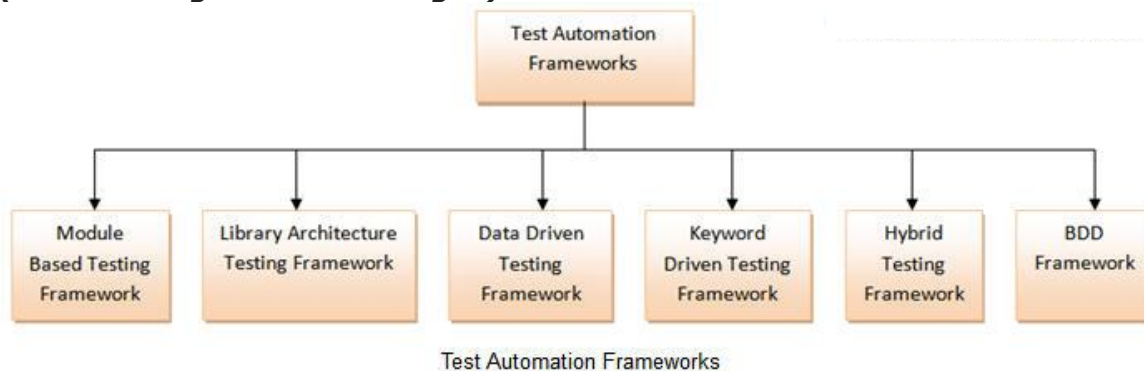 Test Automation
Frameworks
Module
Based Testing
Framework
Library Architecture
Testing Framework
Data Driven
Testing
Framework
Keyword
Driven Testing
Framework
Hybrid
Testing
Framework
BDD
Framework
Test Automation Frameworks